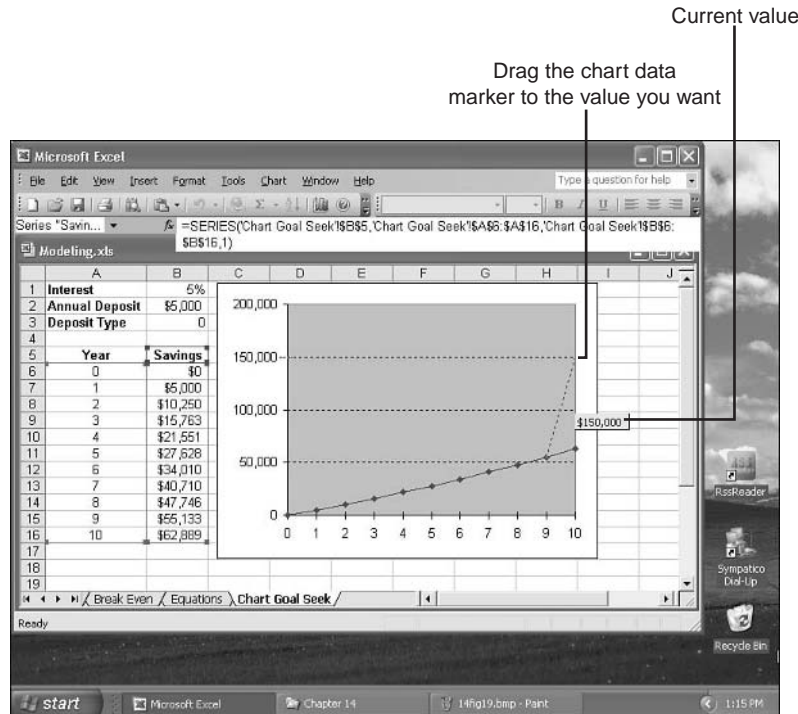 Current value
Drag the chart data
marker to the value you want
Microsoft Excel
File Edit View Insert Format Tools Chart Window Help
Type a question for help
B I U
Series "Savin... fx =SERIES('Chart Goal Seek'!$B$5,'Chart Goal Seek'!$A$6:$A$16,'Chart Goal Seek'!$B$6:
$B$16,1)
Modeling.xls
A B C D E F G H I J
1 Interest 5%
2 Annual Deposit $5,000
3 Deposit Type 0
4
5 Year Savings
6 0 $0
7 1 $5,000
8 2 $10,250
9 3 $15,763
10 4 $21,551
11 5 $27,628
12 6 $34,010
13 7 $40,710
14 8 $47,746
15 9 $55,133
16 10 $62,889
17
18
19
200,000
150,000
100,000
50,000
0
0 1 2 3 4 5 6 7 8 9 10
$150,000
Break Even Equations Chart Goal Seek
Ready
RssReader
Sympatico
Dial-Up
Recycle Bin
start Microsoft Excel Chapter 14 14fig19.bmp - Paint 1:15 PM